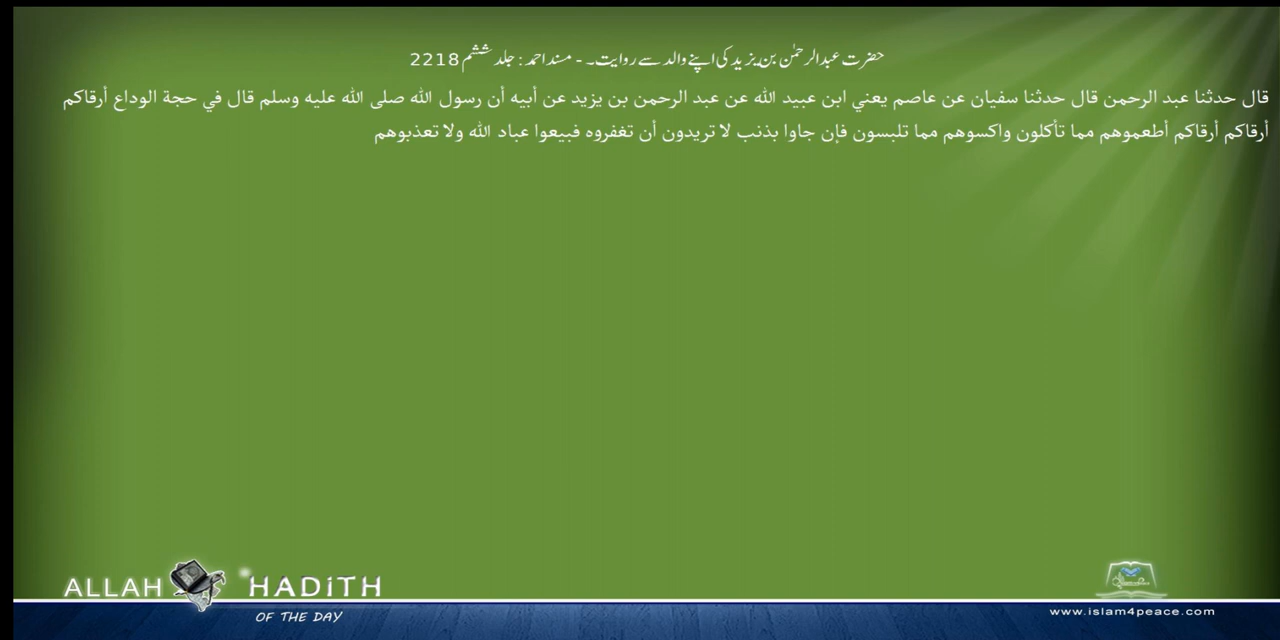 حضرت عبدالرحمٰن بن یزید کی اپنے والد سے روایت۔ - مسند احمد : جلد ششم 2218
قال حدثنا عبد الرحمن قال حدثنا سفيان عن عاصم يعني ابن عبيد الله عن عبد الرحمن بن يزيد عن أبيه أن رسول الله صلى الله عليه وسلم قال في حجة الوداع أرقاكم
أرقاكم أرقاكم أطعموهم مما تأكلون واكسوهم مما تلبسون فإن جاوا بذنب لا تريدون أن تغفروه فبيعوا عباد الله ولا تعذبوهم
ALLAH HADiTH
OF THE DAY
www.islam4peace.com